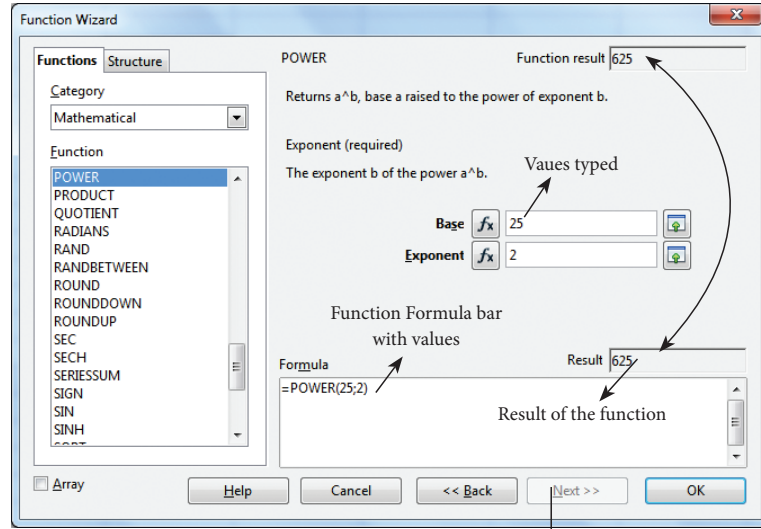 Function Wizard
Functions Structure
Category
Mathematical
Function
POWER
PRODUCT
QUOTIENT
RADIANS
RAND
RANDBETWEEN
ROUND
ROUNDDOWN
ROUNDUP
SEC
SECH
SERIESSUM
SIGN
SIN
SINH
POWER
Function result 625
Returns a^b, base a raised to the power of exponent b.
Exponent (required)
The exponent b of the power a^b.
Vaues typed
Base fx 25
Exponent fx 2
Function Formula bar
with values
Formula
Result 625
=POWER(25;2)
Result of the function
Array
Help
Cancel
<< Back
Next >>
OK